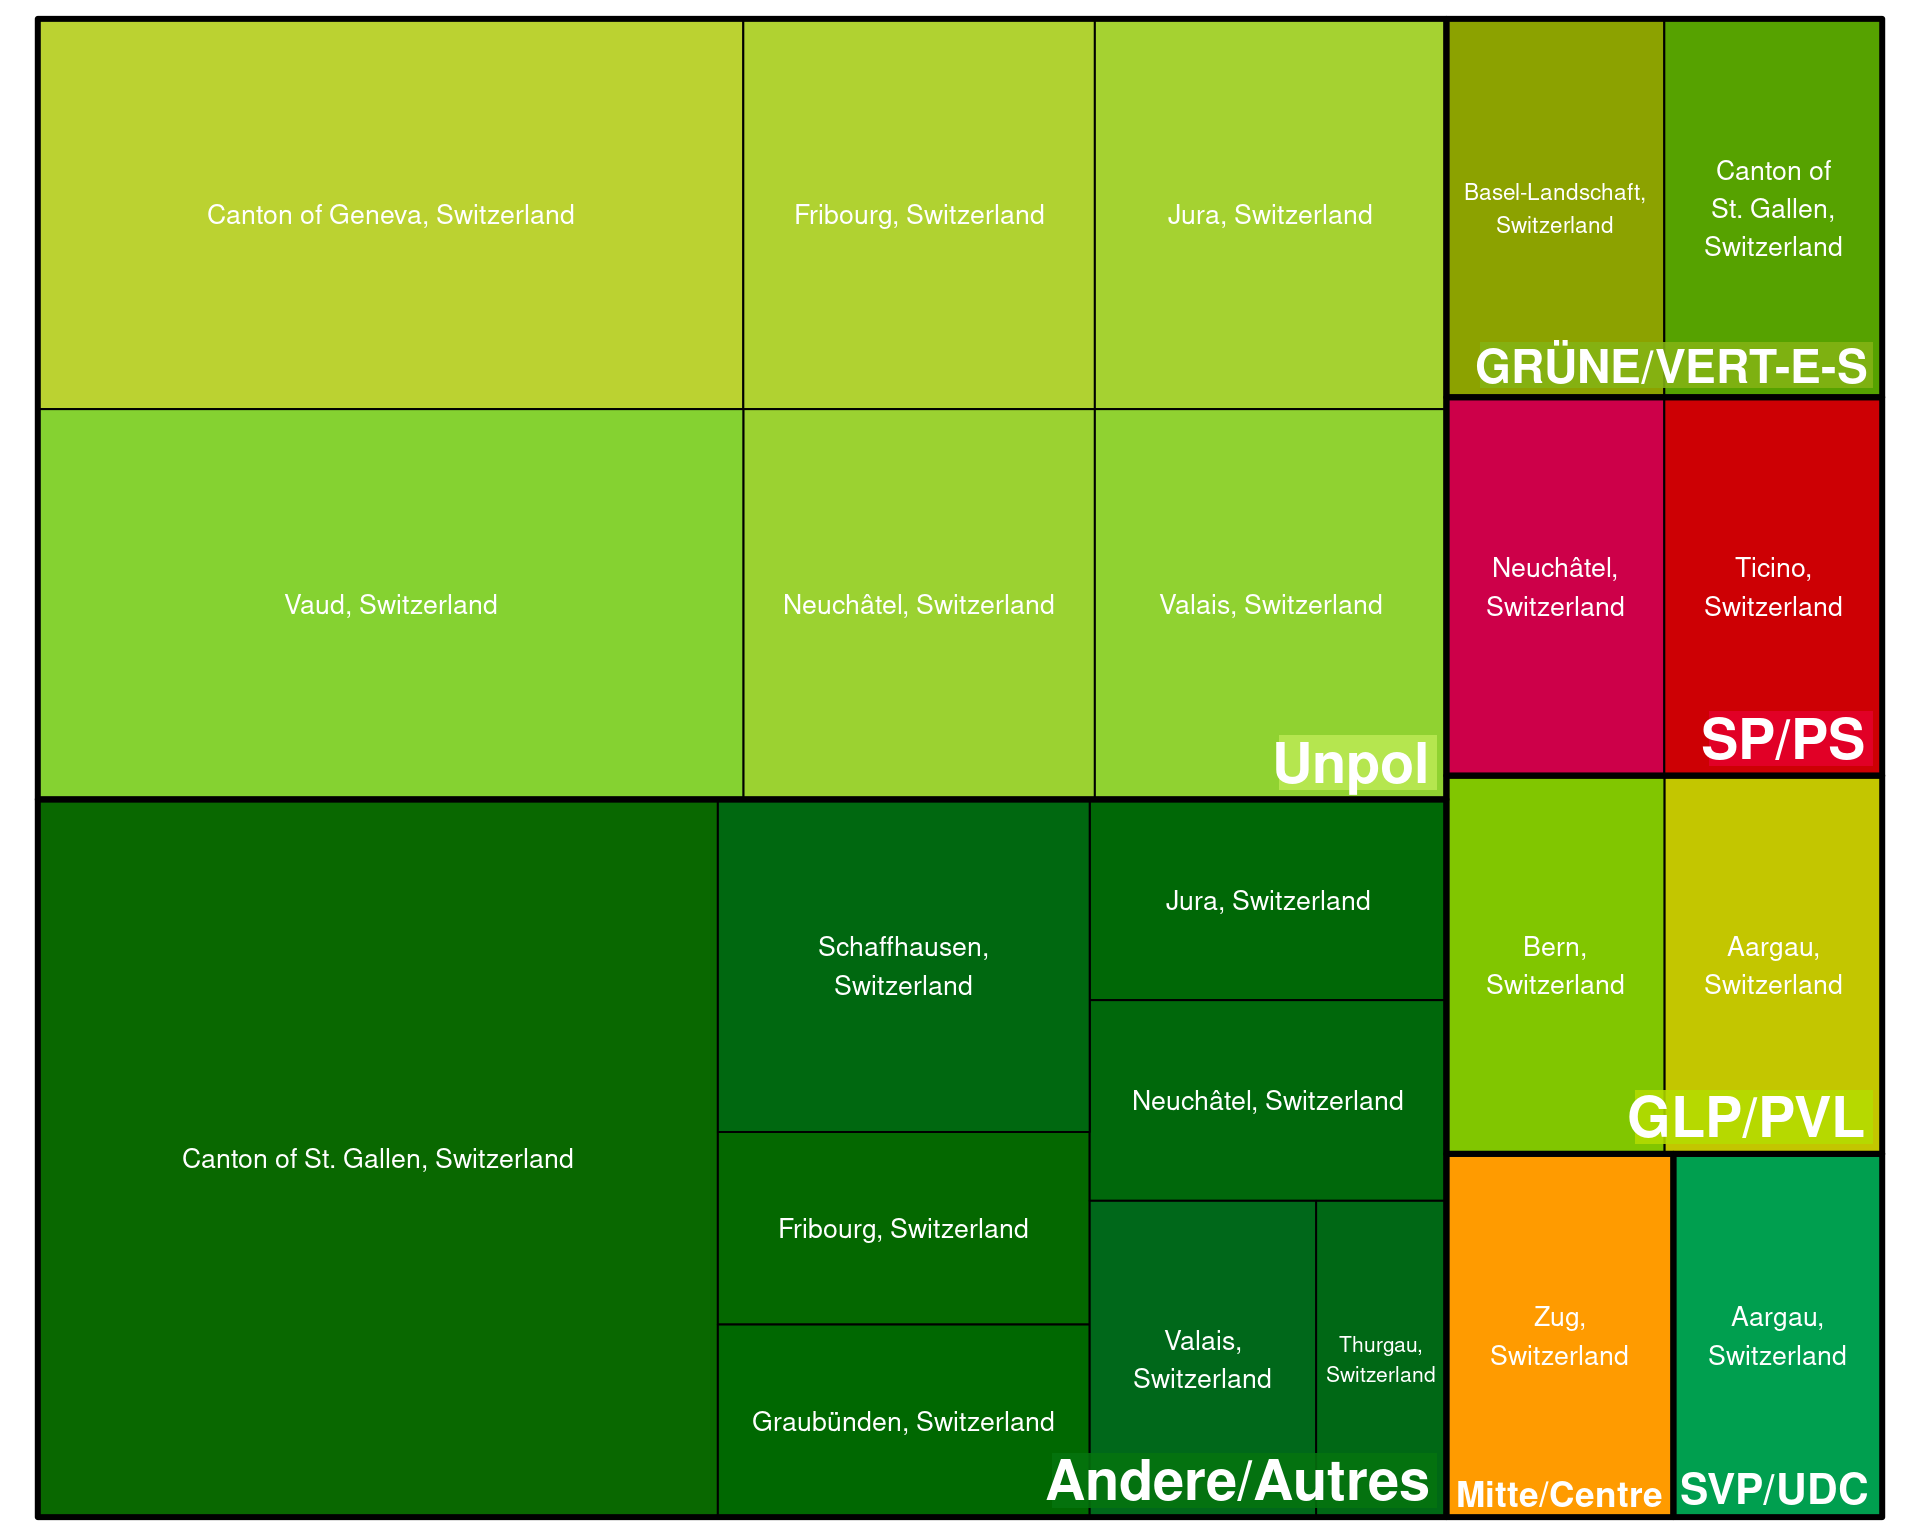 Canton of Geneva, Switzerland
Fribourg, Switzerland
Jura, Switzerland
Vaud, Switzerland
Neuchâtel, Switzerland
Valais, Switzerland
Unpol
Canton of St. Gallen, Switzerland
Schaffhausen,
Switzerland
Fribourg, Switzerland
Graubünden, Switzerland
Jura, Switzerland
Neuchâtel, Switzerland
Valais,
Switzerland
Thurgau,
Switzerland
Andere/Autres
Basel-Landschaft,
Switzerland
Canton of
St. Gallen,
Switzerland
GRÜNE/VERT-E-S
Neuchâtel,
Switzerland
Ticino,
Switzerland
SP/PS
Bern,
Switzerland
Aargau,
Switzerland
GLP/PVL
Zug,
Switzerland
Mitte/Centre
Aargau,
Switzerland
SVP/UDC